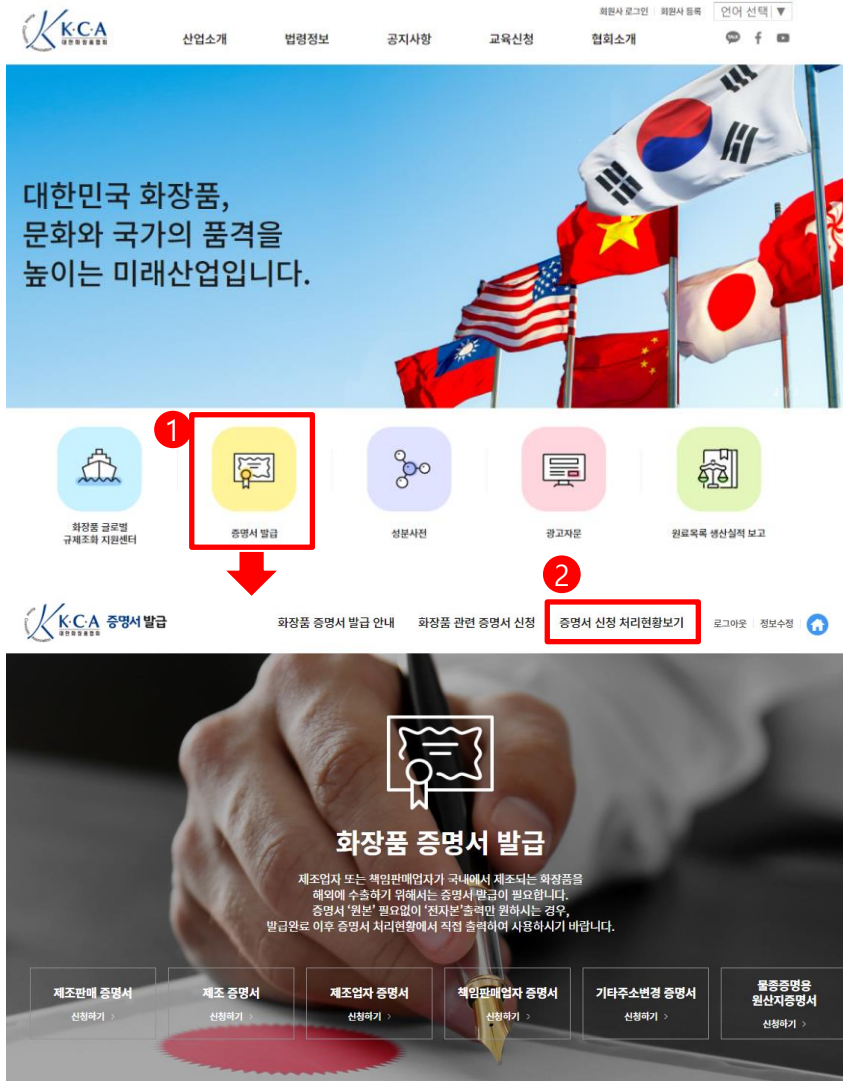 회원사 로그인 회원사 등록 언어 선택 ▼
K·C·A
대한화장품협회
산업소개 법령정보 공지사항 교육신청 협회소개
TALK f
대한민국 화장품,
문화와 국가의 품격을
높이는 미래산업입니다.
1
화장품 글로벌
규제조화 지원센터
증명서 발급
성분사전
광고자문
원료목록 생산실적 보고
2
K·C·A 증명서 발급
대한화장품협회
화장품 증명서 발급 안내 화장품 관련 증명서 신청 증명서 신청 처리현황보기 로그아웃 정보수정
화장품 증명서 발급
제조업자 또는 책임판매업자가 국내에서 제조되는 화장품을
해외에 수출하기 위해서는 증명서 발급이 필요합니다.
증명서 ‘원본’ 필요없이 ‘전자본’출력만 원하시는 경우,
발급완료 이후 증명서 처리현황에서 직접 출력하여 사용하시기 바랍니다.
제조판매 증명서
신청하기 >
제조 증명서
신청하기 >
제조업자 증명서
신청하기 >
책임판매업자 증명서
신청하기 >
기타주소변경 증명서
신청하기 >
물종증명용
원산지증명서
신청하기 >